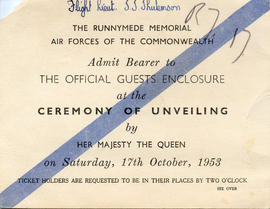 Flight Lieut. S.S.
THE RUNNYMEDE MEMORIAL
AIR FORCES OF THE COMMONWEALTH
Admit Bearer to
THE OFFICIAL GUESTS ENCLOSURE
at the
CEREMONY OF UNVEILING
by
HER MAJESTY THE QUEEN
on Saturday, 17th October, 1953
TICKET HOLDERS ARE REQUESTED TO BE IN THEIR PLACES BY TWO O'CLOCK
SEE OVER